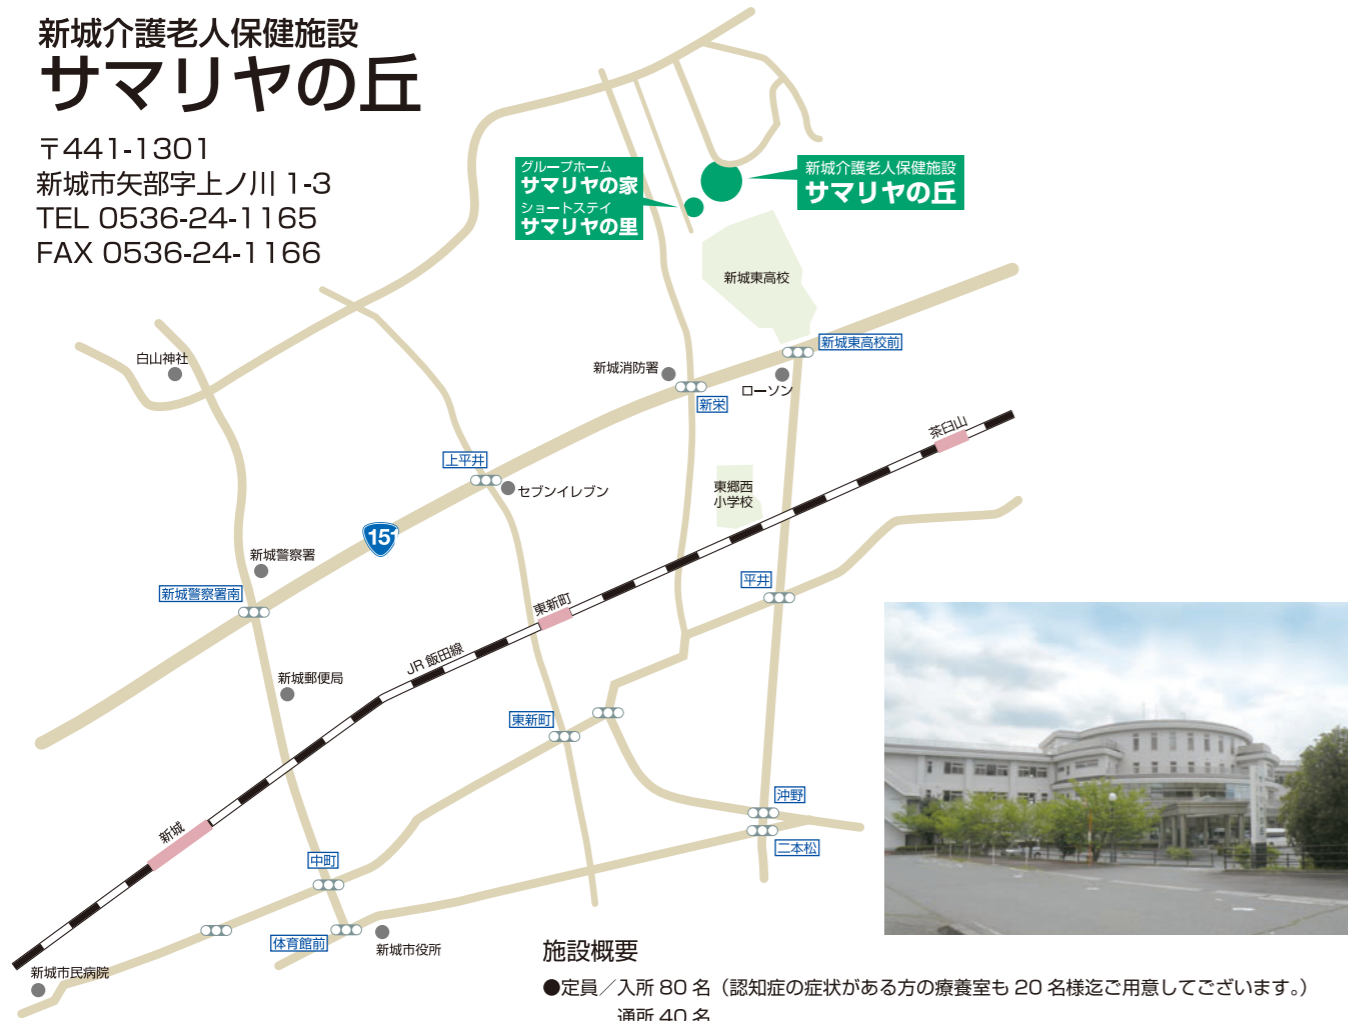 新城介護老人保健施設
サマリヤの丘
〒441-1301
新城市矢部字上ノ川 1-3
TEL 0536-24-1165
FAX 0536-24-1166
グループホーム
サマリヤの家
ショートステイ
サマリヤの里
新城介護老人保健施設
サマリヤの丘
新城東高校
新城東高校前
白山神社
新城消防署
ローソン
新栄
茶臼山
上平井
セブンイレブン
東郷西
小学校
151
新城警察署
新城警察署南
平井
東新町
JR 飯田線
新城郵便局
東新町
沖野
新城
二本松
中町
体育館前
新城市役所
新城市民病院
施設概要
●定員／入所 80 名（認知症の症状がある方の療養室も 20 名様迄ご用意してございます。）
通所 40 名